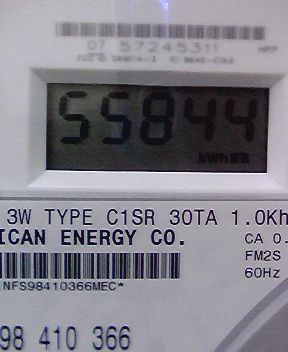 07 57245311
55844
kWh
3W TYPE C1SR 30TA 1.0Kh
ICAN ENERGY CO.
CA 0.
FM2S
60Hz
NFS98410366MEC*
98 410 366